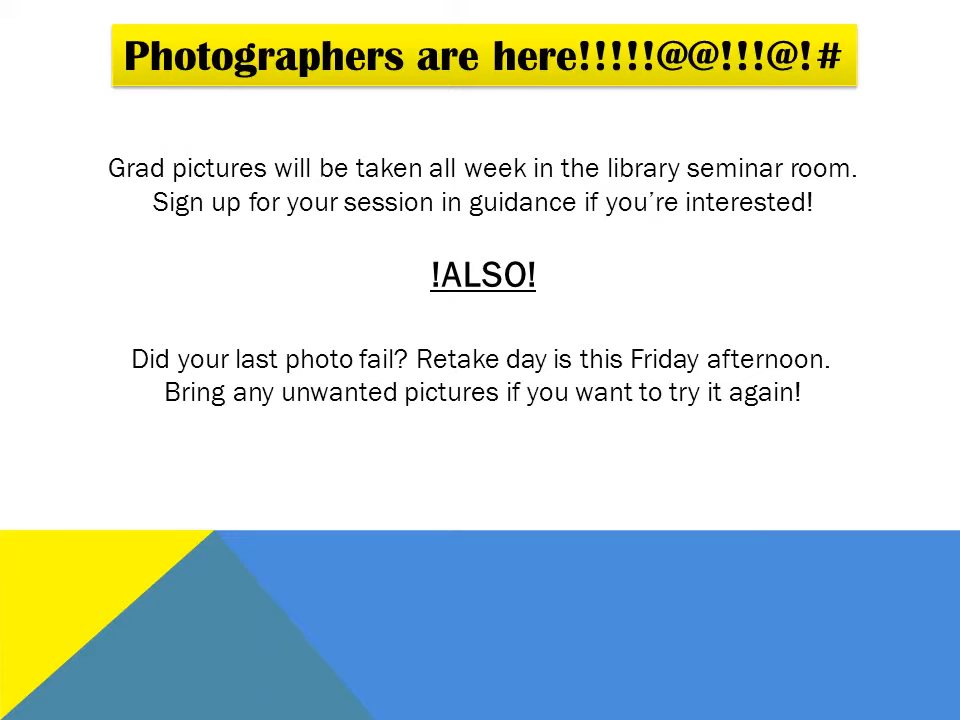 Photographers are here!!!!!@@!!!@!#
Grad pictures will be taken all week in the library seminar room.
Sign up for your session in guidance if you’re interested!
!ALSO!
Did your last photo fail? Retake day is this Friday afternoon.
Bring any unwanted pictures if you want to try it again!